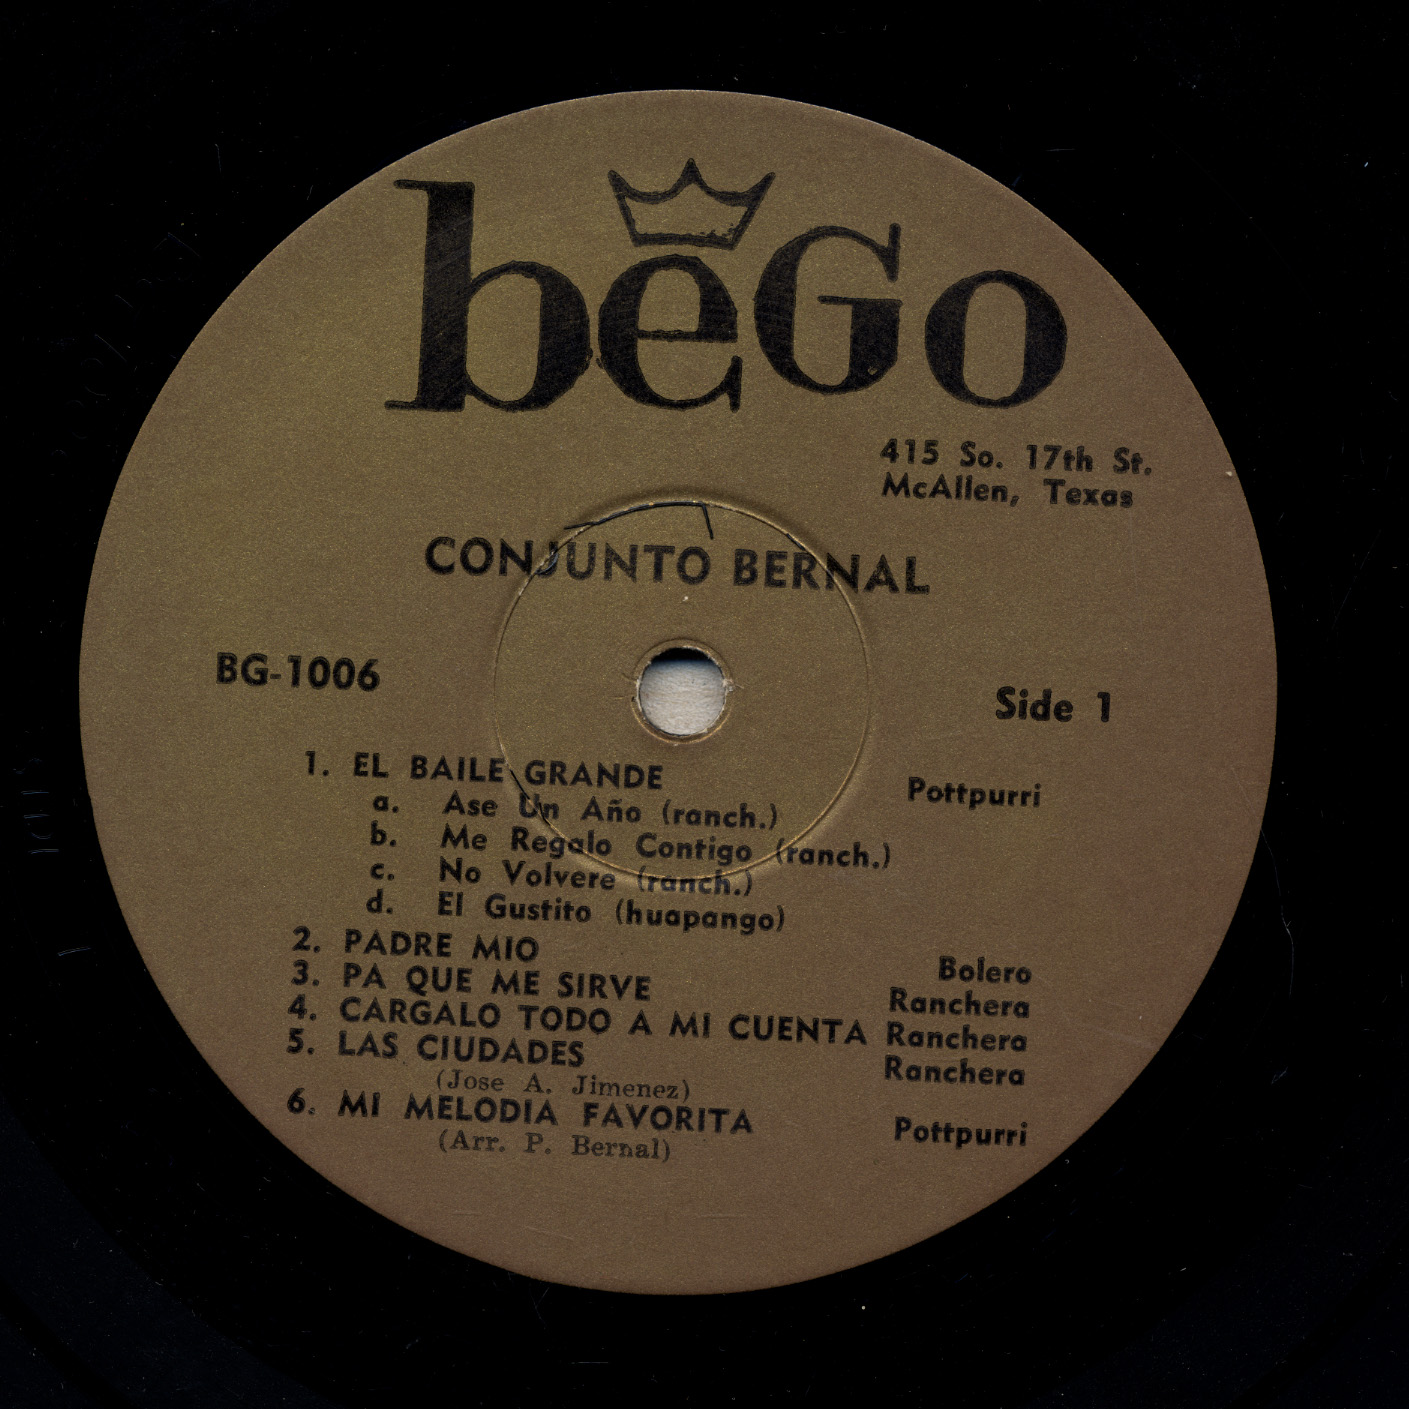 beGo
415 So. 17th St.
McAllen, Texas
CONJUNTO BERNAL
BG-1006
Side 1
1. EL BAILE GRANDE Pottpurri
a. Ase Un Año (ranch.)
b. Me Regalo Contigo (ranch.)
c. No Volvere (ranch.)
d. El Gustito (huapango)
2. PADRE MIO Bolero
3. PA QUE ME SIRVE Ranchera
4. CARGALO TODO A MI CUENTA Ranchera
5. LAS CIUDADES Ranchera
(Jose A. Jimenez)
6. MI MELODIA FAVORITA Pottpurri
(Arr. P. Bernal)